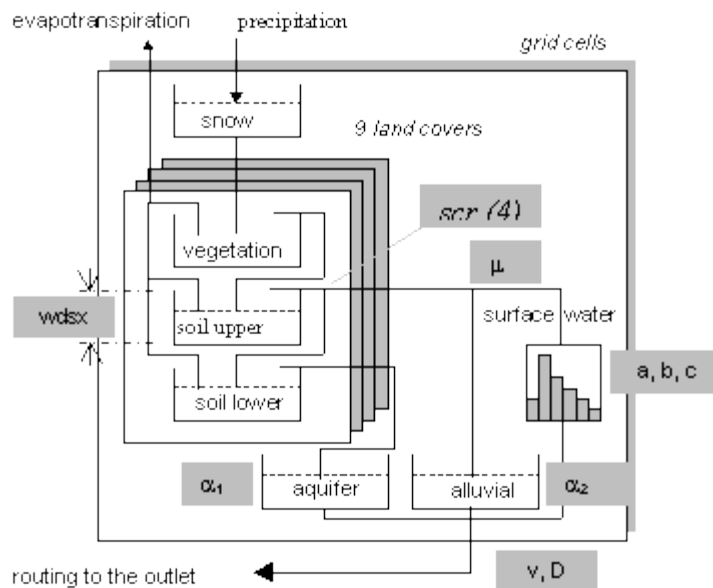 evapotranspiration
precipitation
grid cells
snow
9 land covers
scr (4)
vegetation
μ
wdsx
soil upper
surface water
a, b, c
soil lower
α₁
aquifer
alluvial
α₂
v, D
routing to the outlet